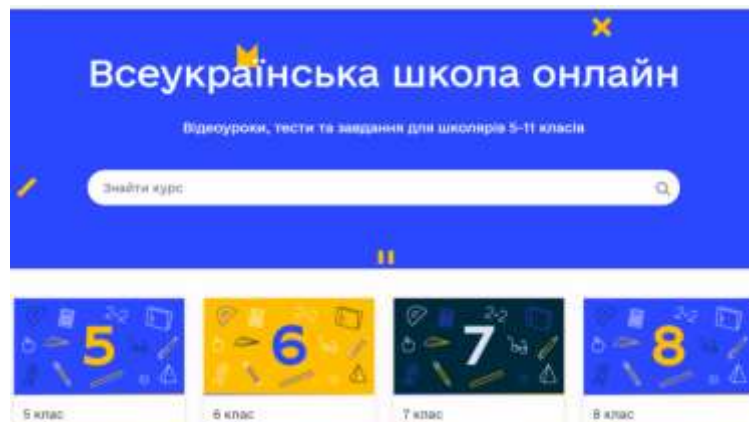 Всеукраїнська школа онлайн
Відеоуроки, тести та завдання для школярів 5-11 класів
Знайти курс
5 6 7 8
5 клас 6 клас 7 клас 8 клас